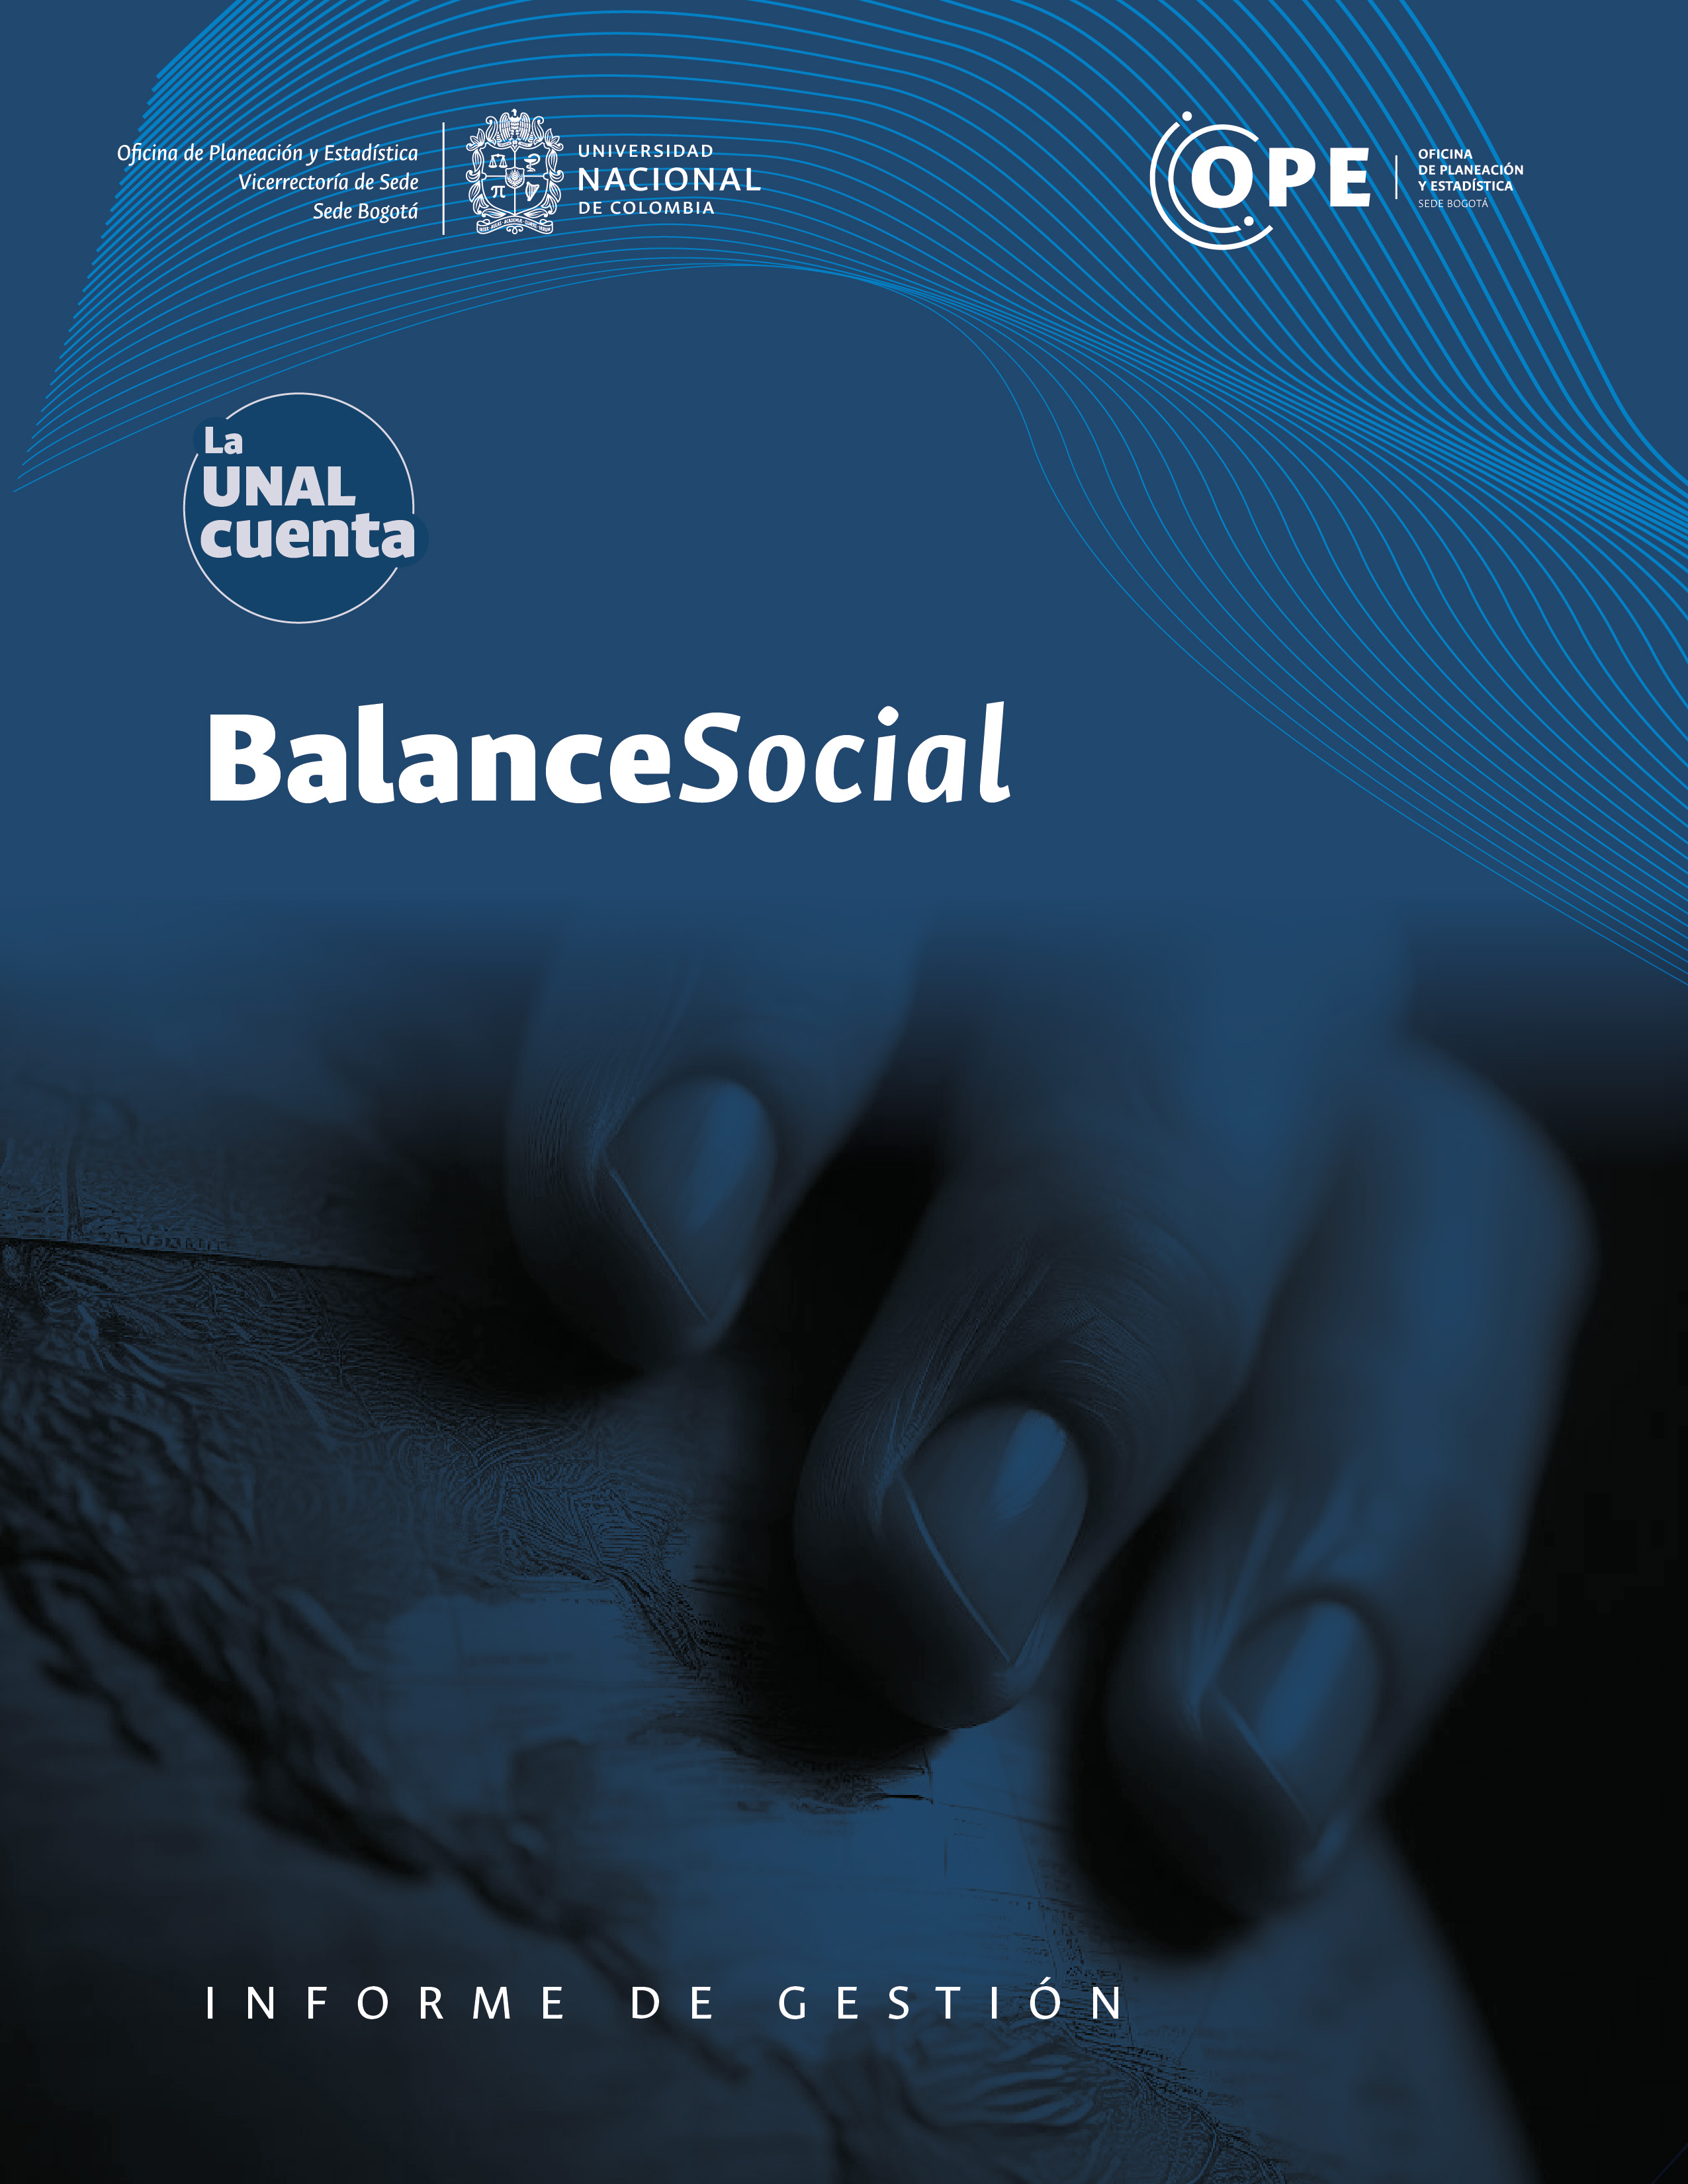 Oficina de Planeación y Estadística
Vicerrectoría de Sede
Sede Bogotá
UNIVERSIDAD
NACIONAL
DE COLOMBIA
OPE
OFICINA
DE PLANEACIÓN
Y ESTADÍSTICA
SEDE BOGOTÁ
La
UNAL
cuenta
BalanceSocial
INFORME DE GESTIÓN